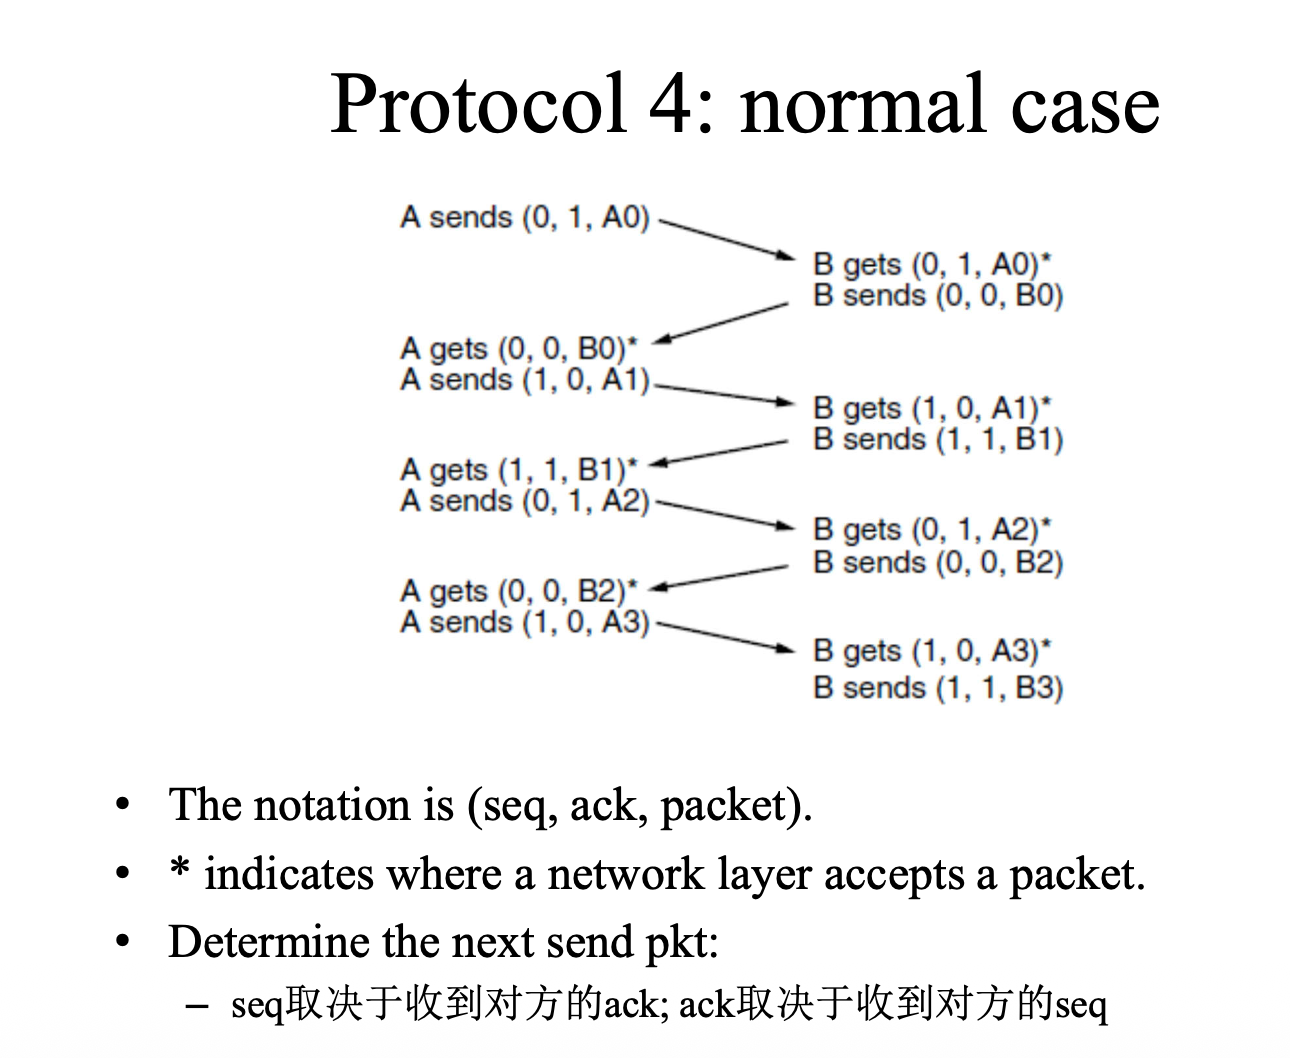 Protocol 4: normal case
A sends (0, 1, A0)
B gets (0, 1, A0)*
B sends (0, 0, B0)
A gets (0, 0, B0)*
A sends (1, 0, A1)
B gets (1, 0, A1)*
B sends (1, 1, B1)
A gets (1, 1, B1)*
A sends (0, 1, A2)
B gets (0, 1, A2)*
B sends (0, 0, B2)
A gets (0, 0, B2)*
A sends (1, 0, A3)
B gets (1, 0, A3)*
B sends (1, 1, B3)
• The notation is (seq, ack, packet).
• * indicates where a network layer accepts a packet.
• Determine the next send pkt:
– seq取决于收到对方的ack; ack取决于收到对方的seq